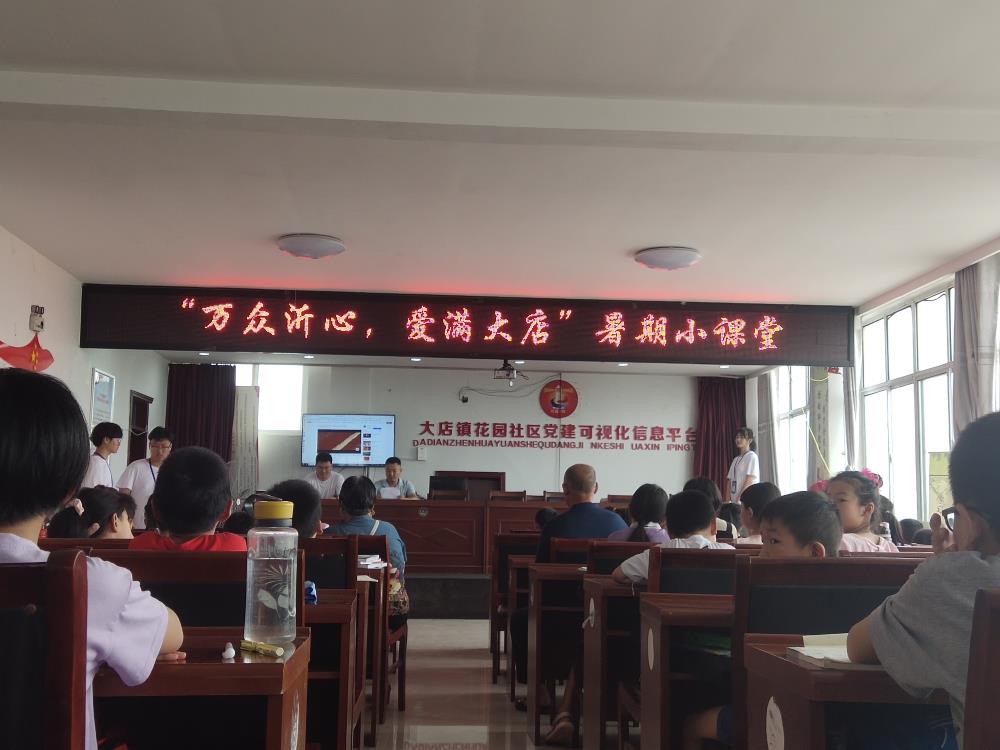 “万众沂心，爱满大店”暑期小课堂
大店镇花园社区党建可视化信息平台
DADIANZHENHUAYUANSHEQUDANGJI NKESHI UAXIN IPINGT